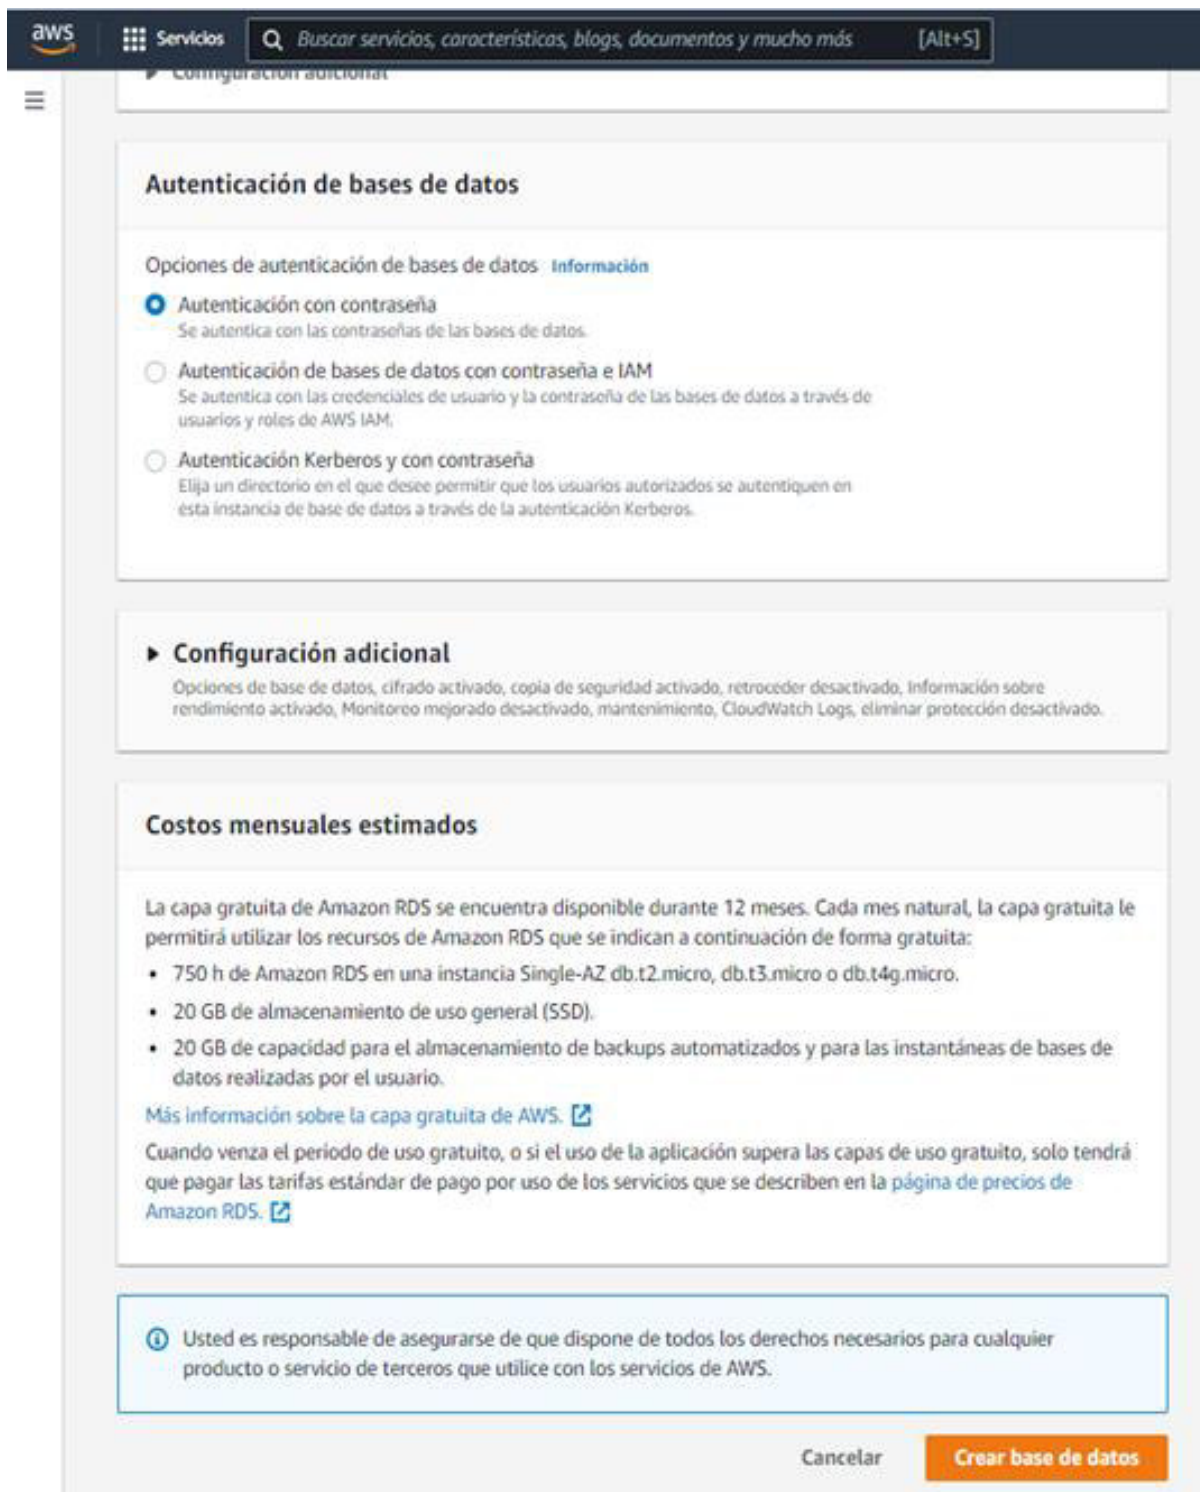 aws
Servicios
Buscar servicios, características, blogs, documentos y mucho más
[Alt+S]
Configuración adicional
Autenticación de bases de datos
Opciones de autenticación de bases de datos Información
Autenticación con contraseña
Se autentica con las contraseñas de las bases de datos.
Autenticación de bases de datos con contraseña e IAM
Se autentica con las credenciales de usuario y la contraseña de las bases de datos a través de
usuarios y roles de AWS IAM.
Autenticación Kerberos y con contraseña
Elija un directorio en el que desee permitir que los usuarios autorizados se autentiquen en
esta instancia de base de datos a través de la autenticación Kerberos.
Configuración adicional
Opciones de base de datos, cifrado activado, copia de seguridad activado, retroceder desactivado, Información sobre
rendimiento activado, Monitoreo mejorado desactivado, mantenimiento, CloudWatch Logs, eliminar protección desactivado.
Costos mensuales estimados
La capa gratuita de Amazon RDS se encuentra disponible durante 12 meses. Cada mes natural, la capa gratuita le
permitirá utilizar los recursos de Amazon RDS que se indican a continuación de forma gratuita:
• 750 h de Amazon RDS en una instancia Single-AZ db.t2.micro, db.t3.micro o db.t4g.micro.
• 20 GB de almacenamiento de uso general (SSD).
• 20 GB de capacidad para el almacenamiento de backups automatizados y para las instantáneas de bases de
datos realizadas por el usuario.
Más información sobre la capa gratuita de AWS.
Cuando venza el periodo de uso gratuito, o si el uso de la aplicación supera las capas de uso gratuito, solo tendrá
que pagar las tarifas estándar de pago por uso de los servicios que se describen en la página de precios de
Amazon RDS.
Usted es responsable de asegurarse de que dispone de todos los derechos necesarios para cualquier
producto o servicio de terceros que utilice con los servicios de AWS.
Cancelar
Crear base de datos